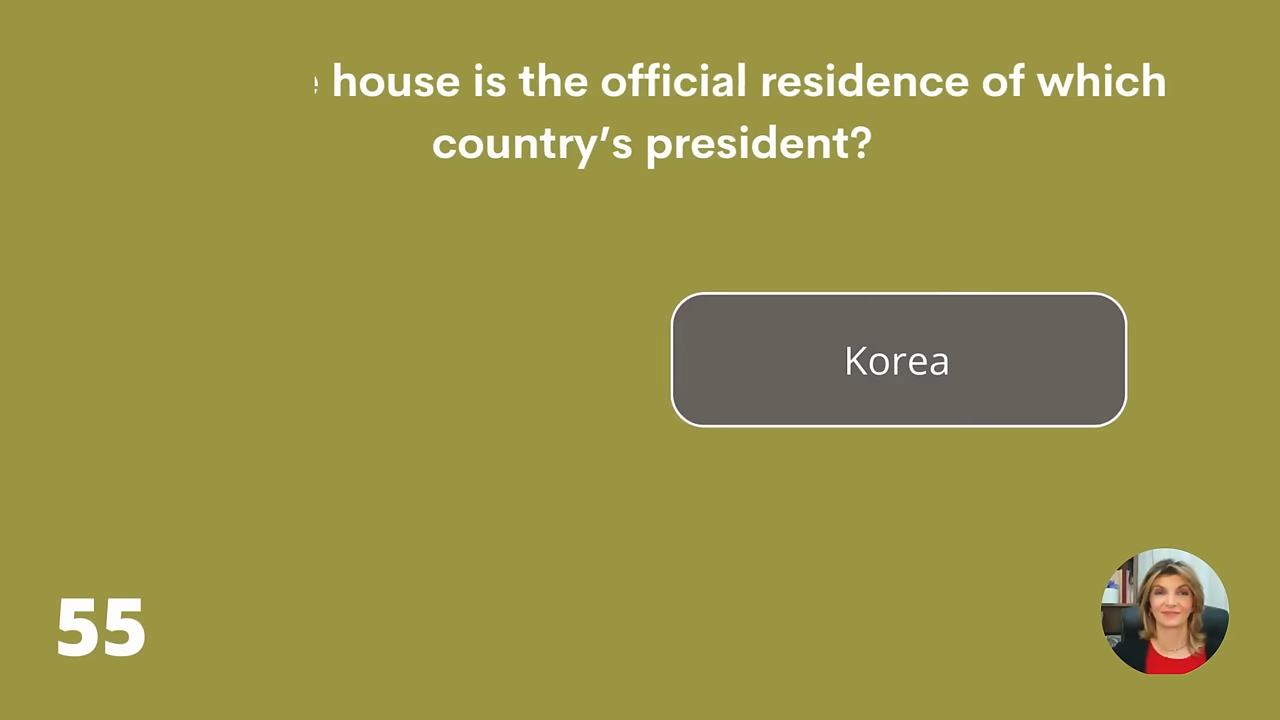 house is the official residence of which
country’s president?
Korea
55